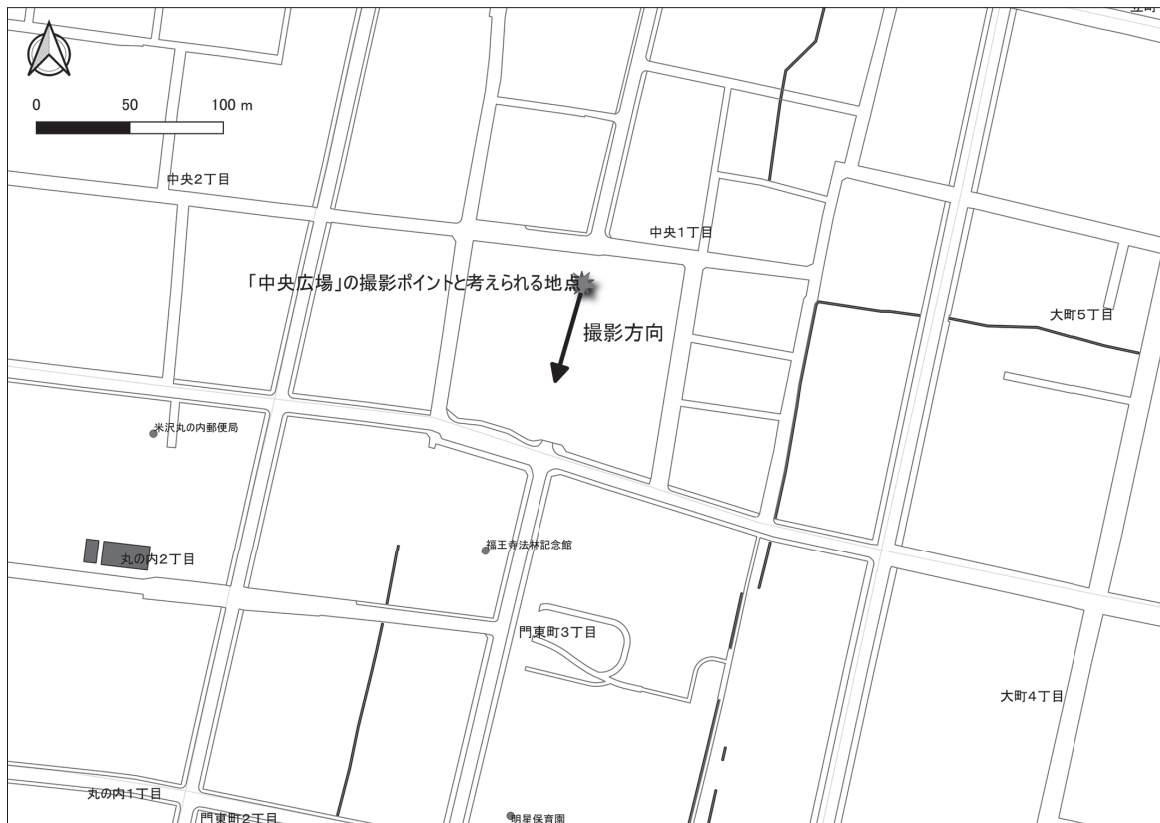 0 50 100 m
中央2丁目
中央1丁目
「中央広場」の撮影ポイントと考えられる地点
撮影方向
大町5丁目
米沢丸の内郵便局
福王寺法林記念館
丸の内2丁目
門東町3丁目
大町4丁目
丸の内1丁目
門東町2丁目
明星保育園